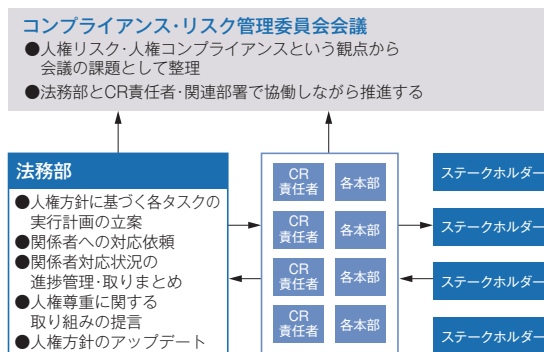 コンプライアンス・リスク管理委員会会議
●人権リスク・人権コンプライアンスという観点から
会議の課題として整理
●法務部とCR責任者・関連部署で協働しながら推進する
法務部
●人権方針に基づく各タスクの
実行計画の立案
●関係者への対応依頼
●関係者対応状況の
進捗管理・取りまとめ
●人権尊重に関する
取り組みの提言
●人権方針のアップデート
CR
責任者
各本部
CR
責任者
各本部
CR
責任者
各本部
CR
責任者
各本部
ステークホルダー
ステークホルダー
ステークホルダー
ステークホルダー